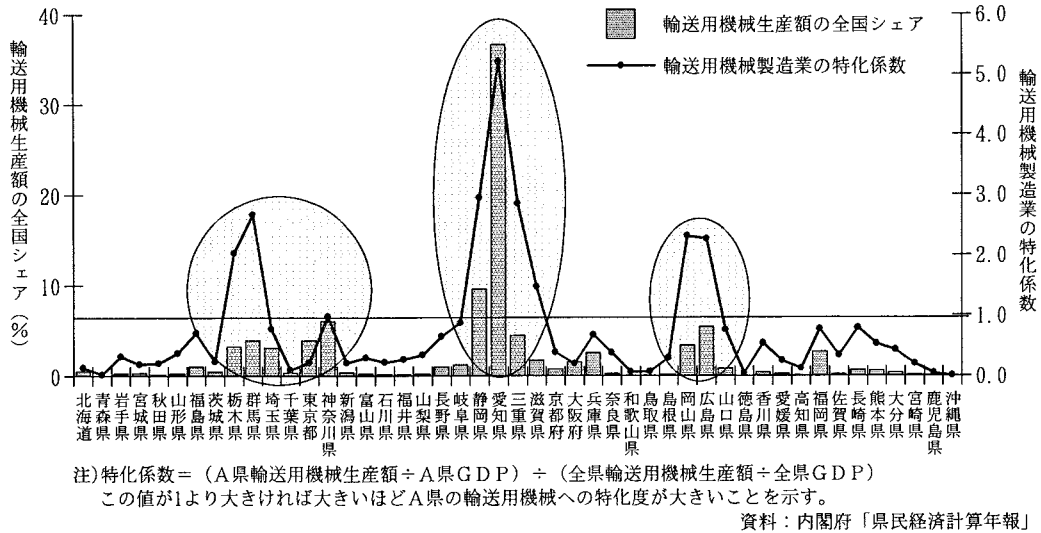 輸送用機械生産額の全国シェア（％）
40
30
20
10
0
輸送用機械生産額の全国シェア
輸送用機械製造業の特化係数
6.0
5.0
4.0
3.0
2.0
1.0
0.0
輸送用機械製造業の特化係数
北海道
青森県
岩手県
宮城県
秋田県
山形県
福島県
茨城県
栃木県
群馬県
埼玉県
千葉県
東京都
神奈川県
新潟県
富山県
石川県
福井県
山梨県
長野県
岐阜県
静岡県
愛知県
三重県
滋賀県
京都府
大阪府
兵庫県
奈良県
和歌山県
鳥取県
島根県
岡山県
広島県
山口県
徳島県
香川県
愛媛県
高知県
福岡県
佐賀県
長崎県
熊本県
大分県
宮崎県
鹿児島県
沖縄県
注）特化係数＝（A県輸送用機械生産額÷A県GDP）÷（全県輸送用機械生産額÷全県GDP）
この値が1より大きければ大きいほどA県の輸送用機械への特化度が大きいことを示す。
資料：内閣府「県民経済計算年報」